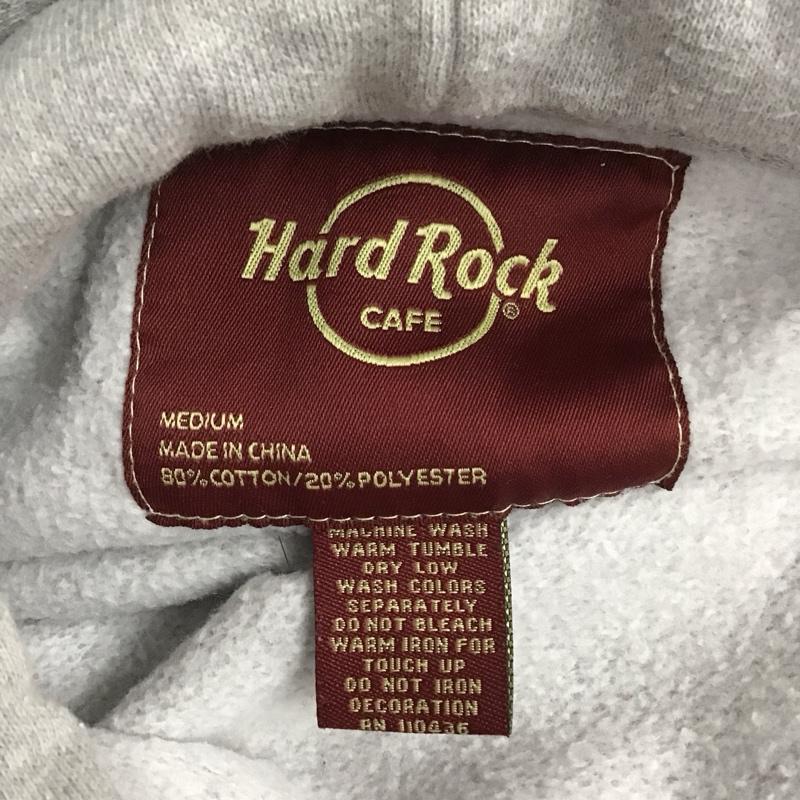 Hard Rock
CAFE
®
MEDIUM
MADE IN CHINA
80% COTTON/20% POLYESTER
MACHINE WASH
WARM TUMBLE
DRY LOW
WASH COLORS
SEPARATELY
DO NOT BLEACH
WARM IRON FOR
TOUCH UP
DO NOT IRON
DECORATION
RN 110436